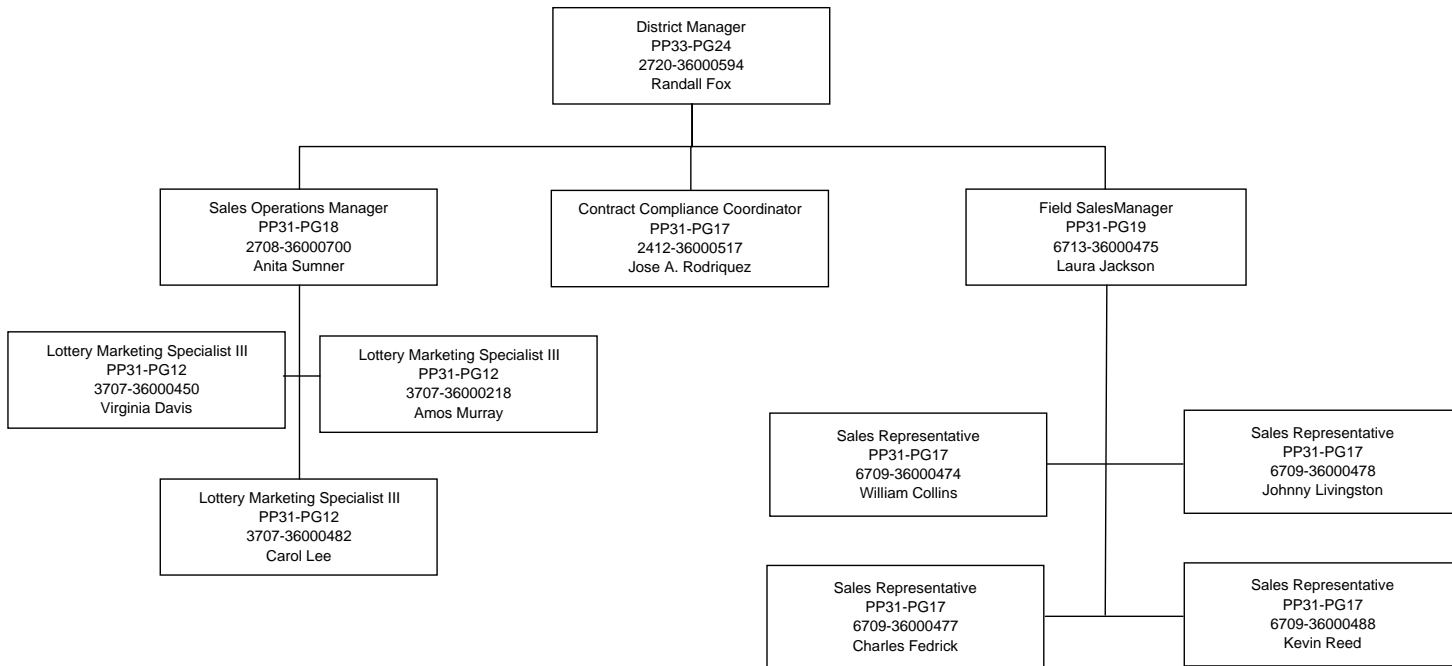 District Manager
PP33-PG24
2720-36000594
Randall Fox
Sales Operations Manager
PP31-PG18
2708-36000700
Anita Sumner
Contract Compliance Coordinator
PP31-PG17
2412-36000517
Jose A. Rodriquez
Field SalesManager
PP31-PG19
6713-36000475
Laura Jackson
Lottery Marketing Specialist III
PP31-PG12
3707-36000450
Virginia Davis
Lottery Marketing Specialist III
PP31-PG12
3707-36000218
Amos Murray
Lottery Marketing Specialist III
PP31-PG12
3707-36000482
Carol Lee
Sales Representative
PP31-PG17
6709-36000474
William Collins
Sales Representative
PP31-PG17
6709-36000478
Johnny Livingston
Sales Representative
PP31-PG17
6709-36000477
Charles Fedrick
Sales Representative
PP31-PG17
6709-36000488
Kevin Reed